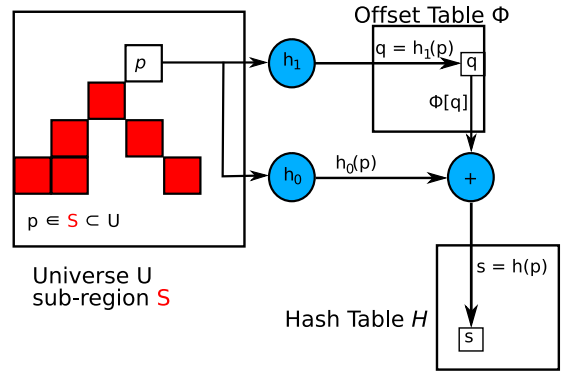 Offset Table Φ
p
h₁
q = h₁(p)
q
Φ[q]
h₀
h₀(p)
+
p ∈ S ⊂ U
s = h(p)
Universe U
sub-region S
Hash Table H
s